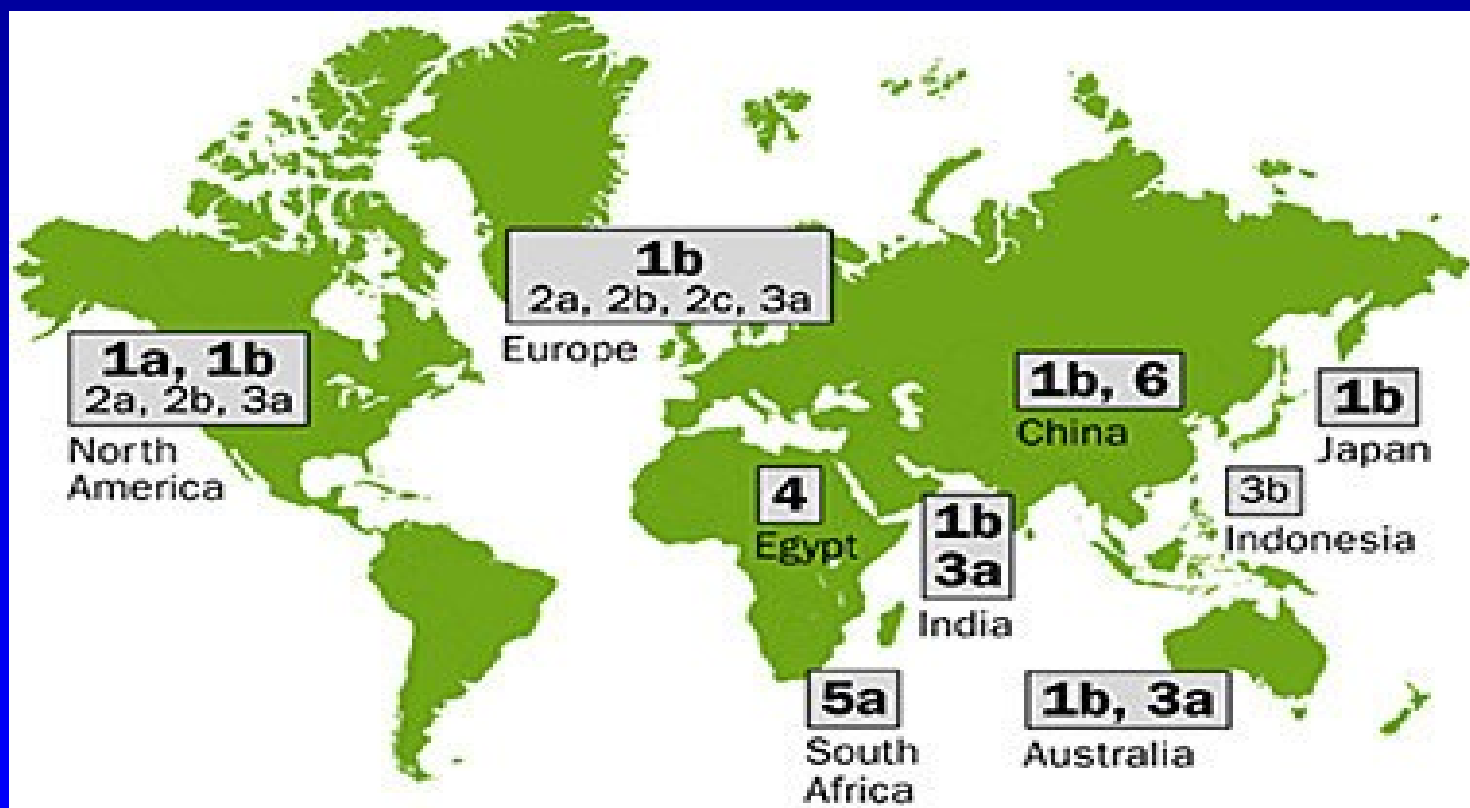 1b
2a, 2b, 2c, 3a
Europe
1a, 1b
2a, 2b, 3a
North
America
1b, 6
China
1b
Japan
4
Egypt
1b
3a
India
3b
Indonesia
5a
South
Africa
1b, 3a
Australia